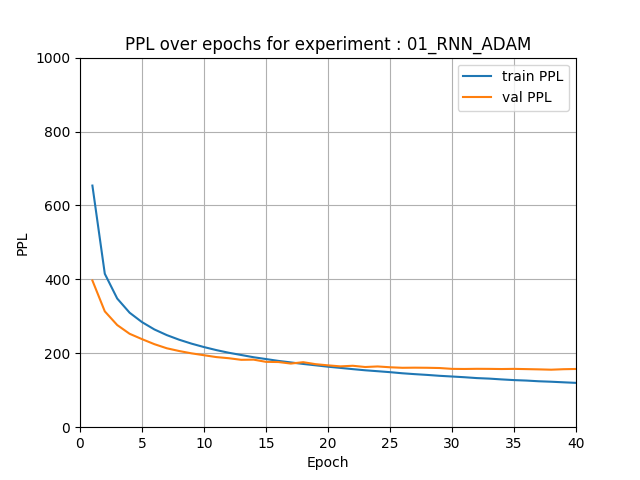 PPL over epochs for experiment : 01_RNN_ADAM
train PPL
val PPL
1000
800
600
400
200
0
PPL
0 5 10 15 20 25 30 35 40
Epoch